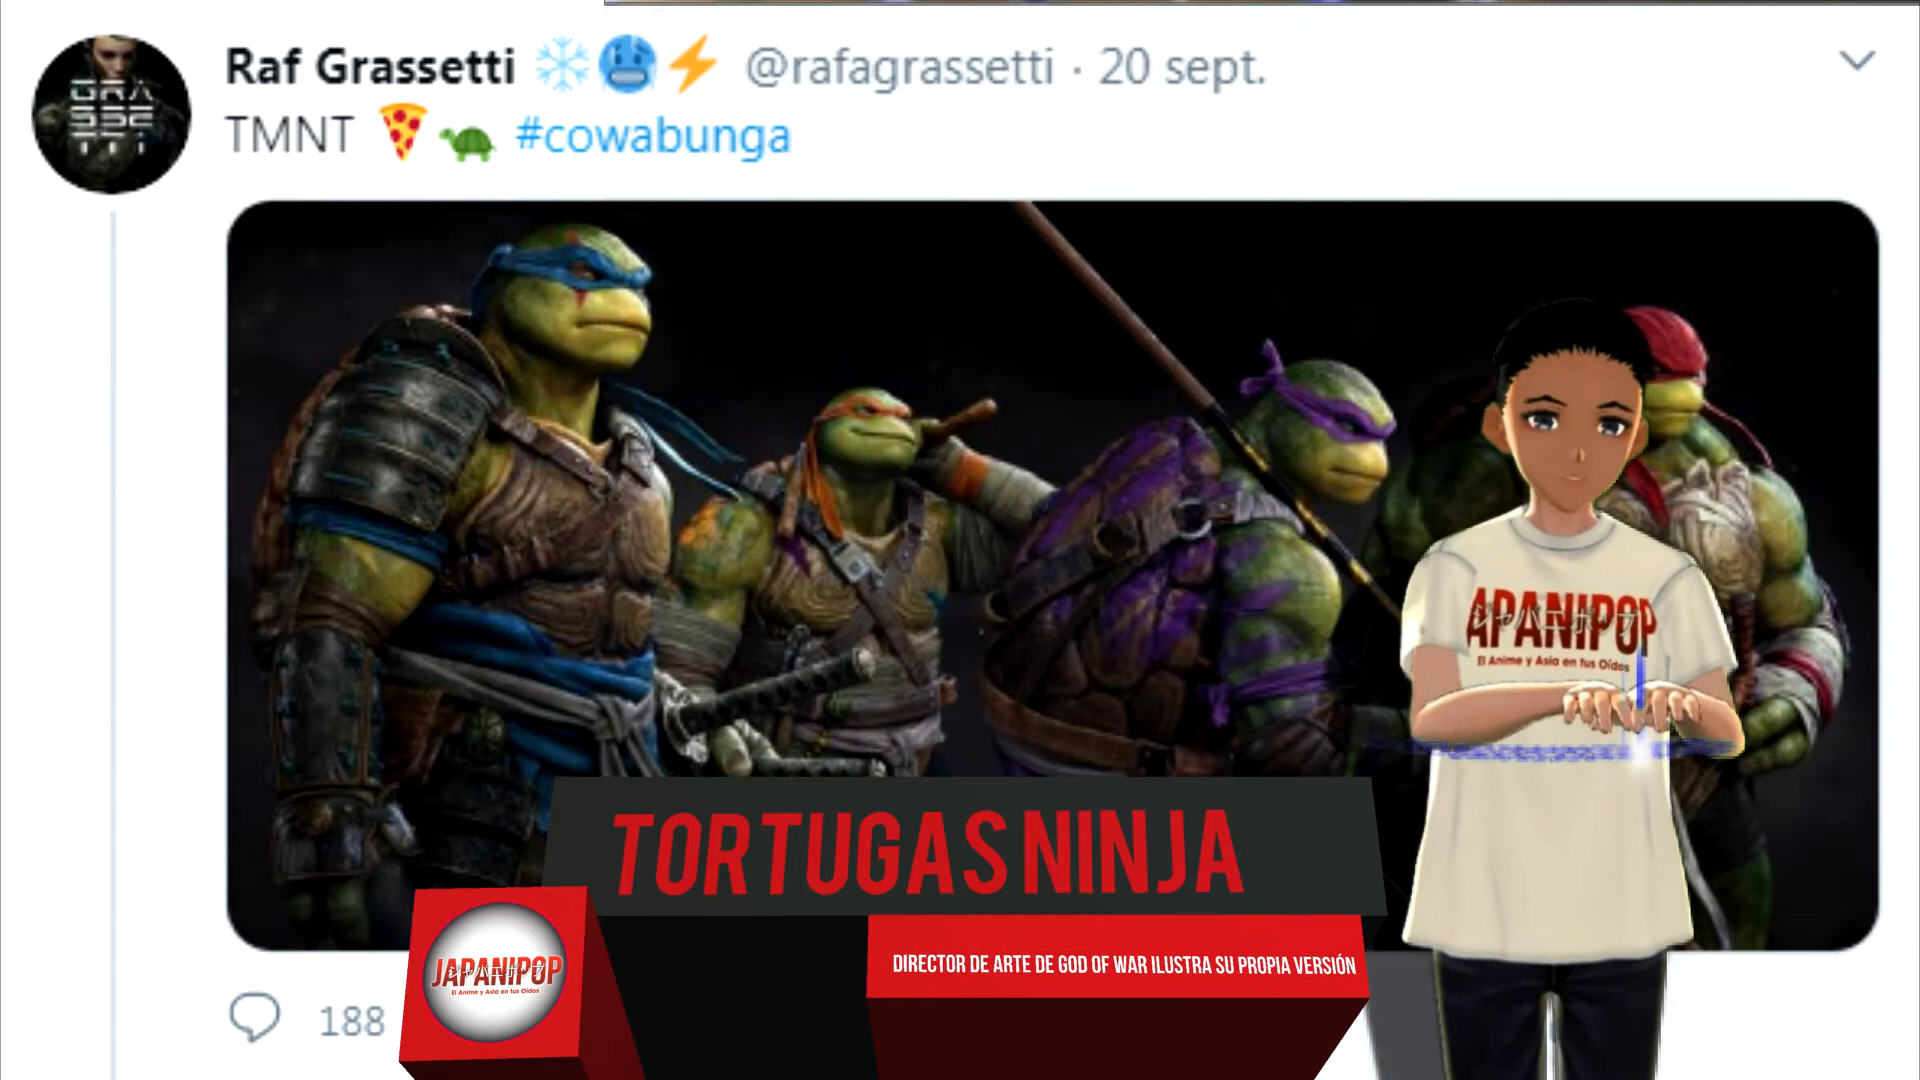 Raf Grassetti ❄️🥶⚡ @rafagrassetti · 20 sept.
TMNT 🍕🐢 #cowabunga
APANIPOP
El Anime y Asia en tus Oídos
TORTUGAS NINJA
DIRECTOR DE ARTE DE GOD OF WAR ILUSTRA SU PROPIA VERSIÓN
JAPANIPOP
El Anime y Asia en tus Oídos
188